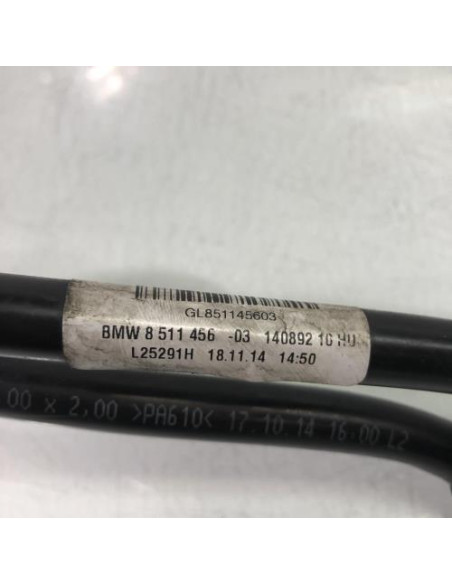 GL851145603
BMW 8 511 456 -03 140892 10 HU
L25291H 18.11.14 14:50
00 x 2,00 >PA610< 17.10.14 16:00 L2